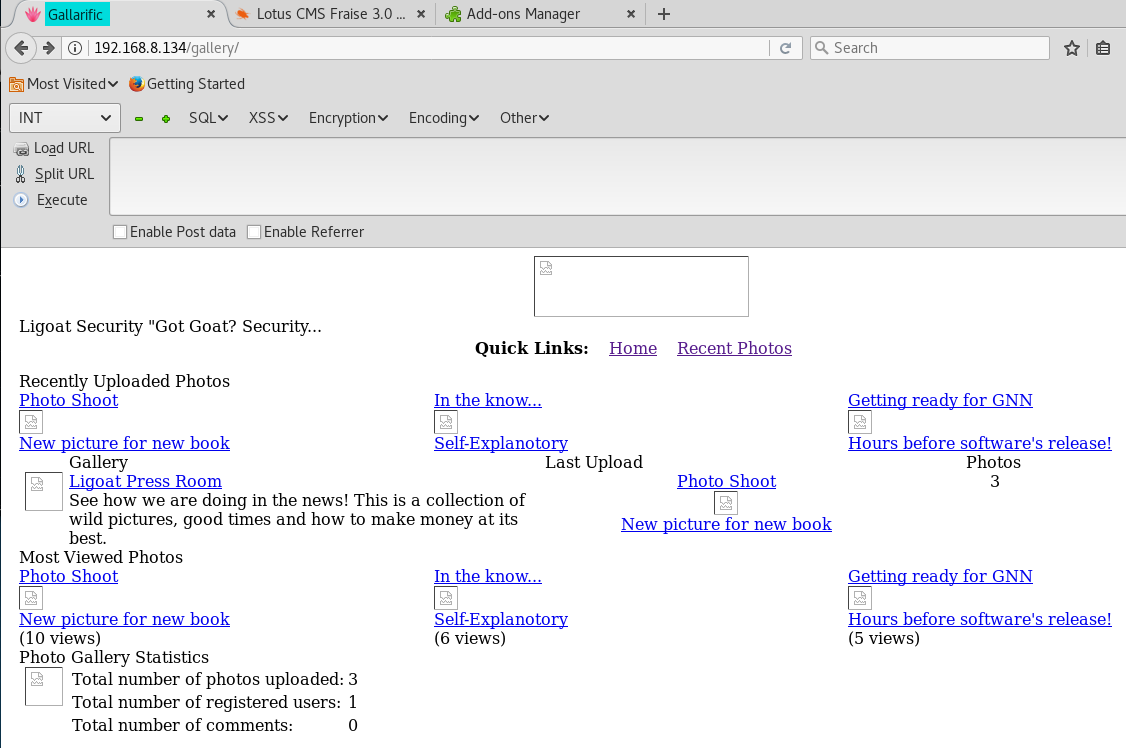 Gallarific
Lotus CMS Fraise 3.0 ...
Add-ons Manager
192.168.8.134/gallery/
Search
Most Visited
Getting Started
INT
SQL
XSS
Encryption
Encoding
Other
Load URL
Split URL
Execute
Enable Post data
Enable Referrer
Ligoat Security "Got Goat? Security...
Quick Links: Home Recent Photos
Recently Uploaded Photos
Photo Shoot In the know... Getting ready for GNN
New picture for new book Self-Explanotory Hours before software's release!
Gallery Last Upload Photos
Ligoat Press Room Photo Shoot 3
See how we are doing in the news! This is a collection of
wild pictures, good times and how to make money at its
New picture for new book
best.
Most Viewed Photos
Photo Shoot In the know... Getting ready for GNN
New picture for new book Self-Explanotory Hours before software's release!
(10 views) (6 views) (5 views)
Photo Gallery Statistics
Total number of photos uploaded: 3
Total number of registered users: 1
Total number of comments: 0